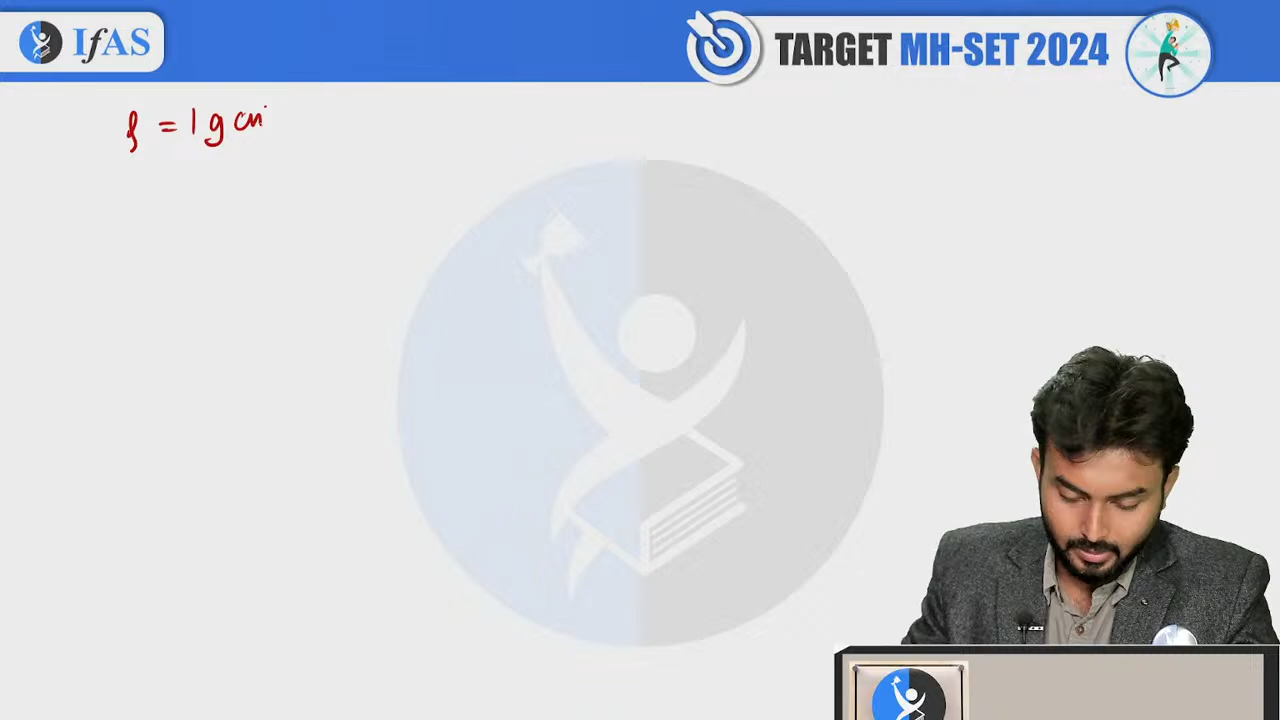 IfAS
TARGET MH-SET 2024
ρ = 1 g cm